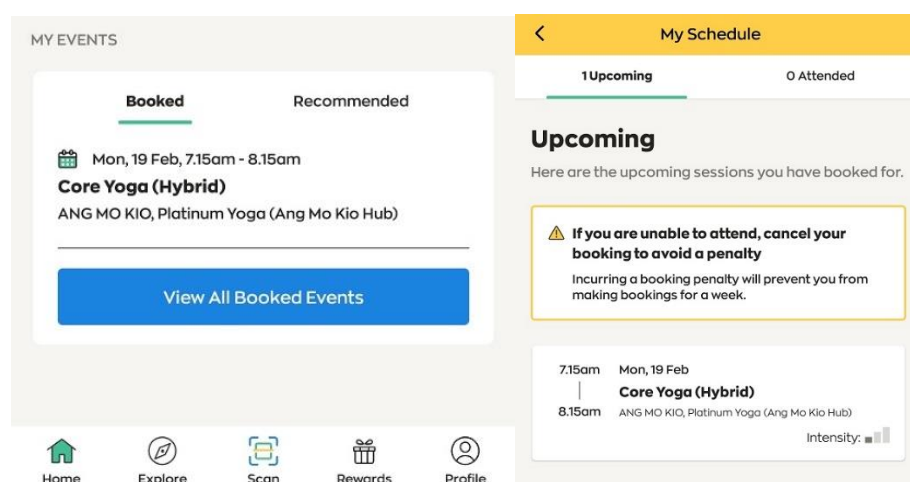 MY EVENTS
Booked
Recommended
Mon, 19 Feb, 7.15am - 8.15am
Core Yoga (Hybrid)
ANG MO KIO, Platinum Yoga (Ang Mo Kio Hub)
View All Booked Events
Home
Explore
Scan
Rewards
Profile
My Schedule
1 Upcoming
0 Attended
Upcoming
Here are the upcoming sessions you have booked for.
If you are unable to attend, cancel your
booking to avoid a penalty
Incurring a booking penalty will prevent you from
making bookings for a week.
7.15am
8.15am
Mon, 19 Feb
Core Yoga (Hybrid)
ANG MO KIO, Platinum Yoga (Ang Mo Kio Hub)
Intensity: